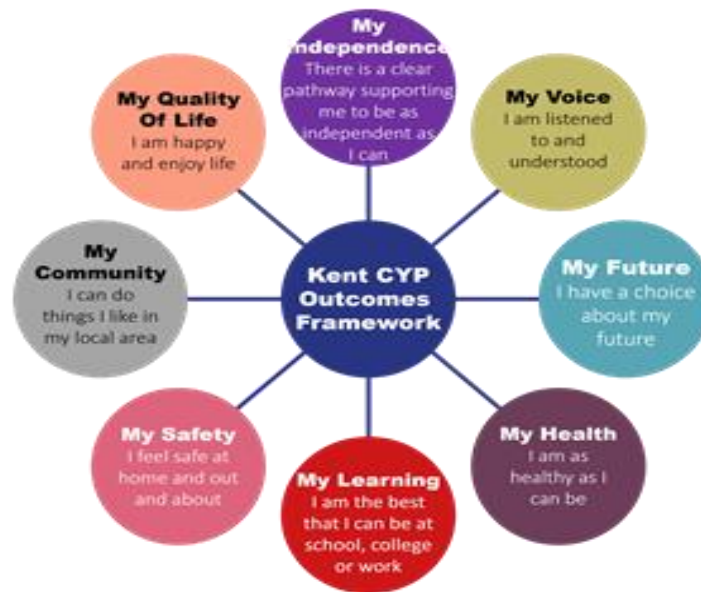 My
Independence
There is a clear
pathway supporting
me to be as
independent as
I can
My Quality
Of Life
I am happy
and enjoy life
My Voice
I am listened
to and
understood
My
Community
I can do
things I like in
my local area
Kent CYP
Outcomes
Framework
My Future
I have a choice
about my
future
My Safety
I feel safe at
home and out
and about
My Learning
I am the best
that I can be at
school, college
or work
My Health
I am as
healthy as I
can be